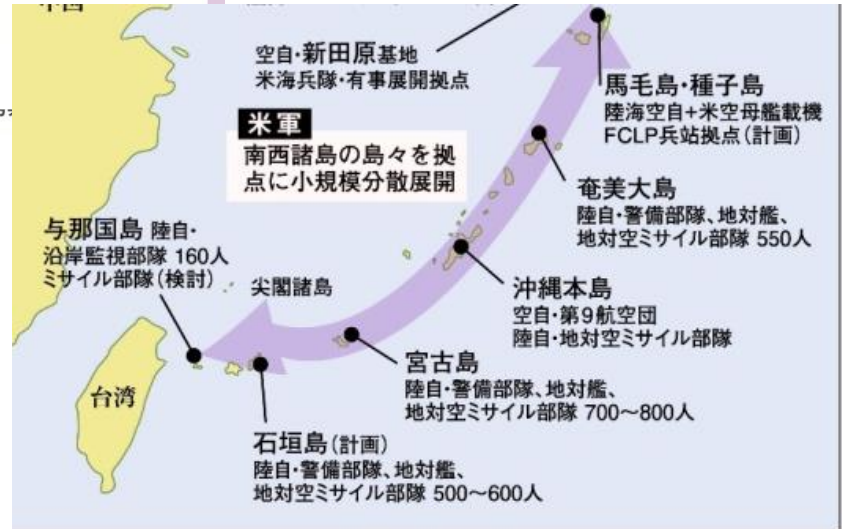 空自・新田原基地
米海兵隊・有事展開拠点
馬毛島・種子島
陸海空自+米空母艦載機
FCLP兵站拠点(計画)
米軍
南西諸島の島々を拠
点に小規模分散展開
奄美大島
陸自・警備部隊、地対艦、
地対空ミサイル部隊 550人
与那国島 陸自・
沿岸監視部隊 160人
ミサイル部隊(検討)
尖閣諸島
沖縄本島
空自・第9航空団
陸自・地対空ミサイル部隊
宮古島
陸自・警備部隊、地対艦、
地対空ミサイル部隊 700〜800人
台湾
石垣島(計画)
陸自・警備部隊、地対艦、
地対空ミサイル部隊 500〜600人